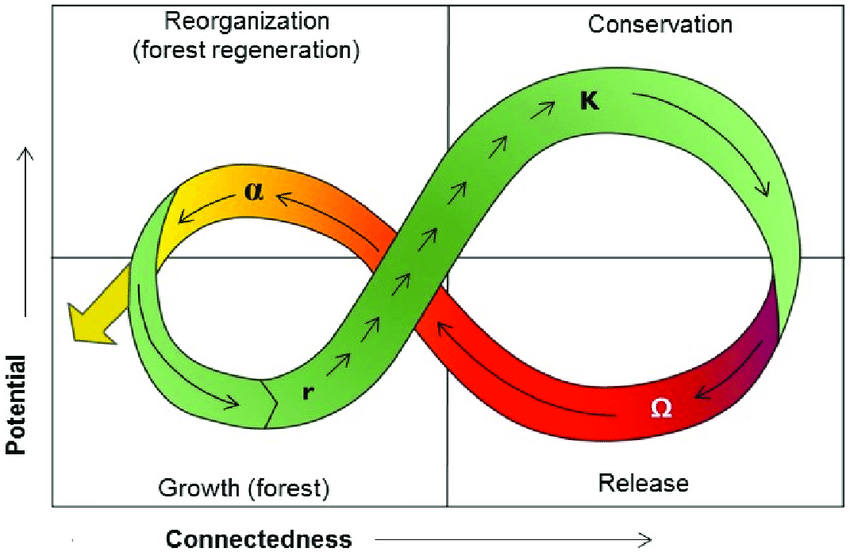 Reorganization
(forest regeneration)
Conservation
K
α
r
Ω
Growth (forest)
Release
Potential
Connectedness